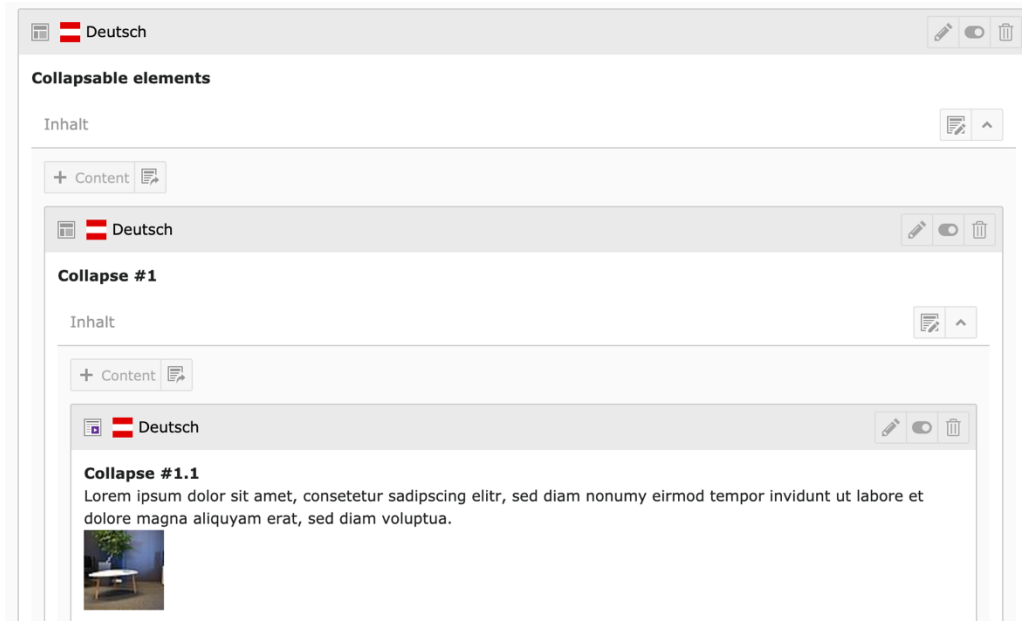 Deutsch
Collapsable elements
Inhalt
+ Content
Deutsch
Collapse #1
Inhalt
+ Content
Deutsch
Collapse #1.1
Lorem ipsum dolor sit amet, consetetur sadipscing elitr, sed diam nonumy eirmod tempor invidunt ut labore et
dolore magna aliquyam erat, sed diam voluptua.